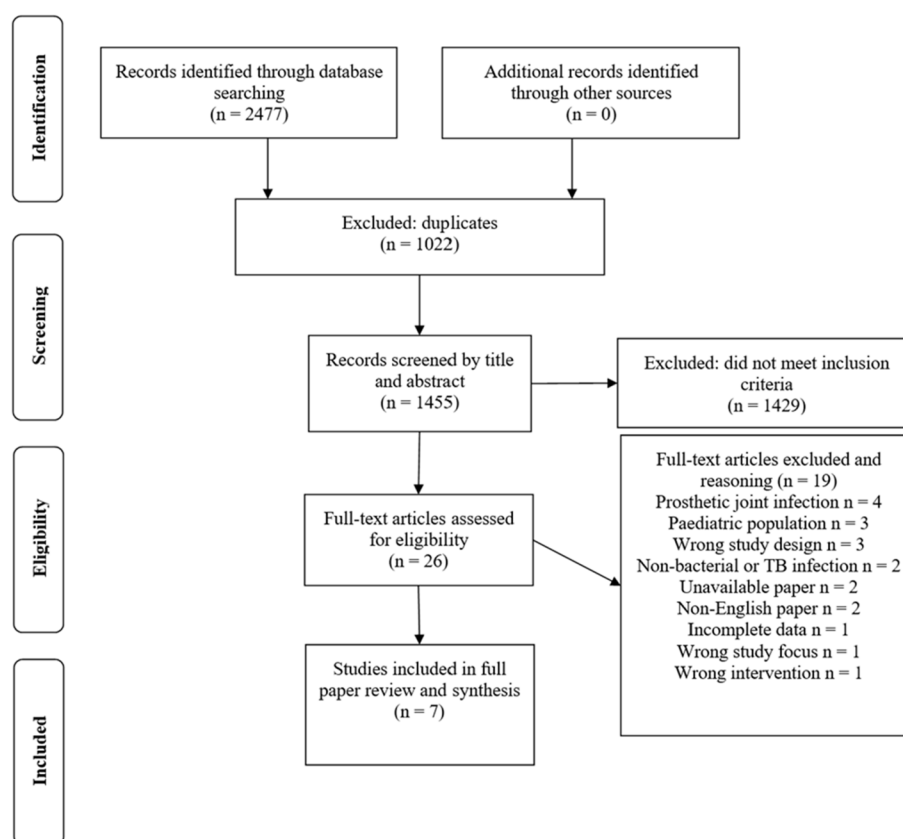 Identification
Records identified through database
searching
(n = 2477)
Additional records identified
through other sources
(n = 0)
Excluded: duplicates
(n = 1022)
Screening
Records screened by title
and abstract
(n = 1455)
Excluded: did not meet inclusion
criteria
(n = 1429)
Eligibility
Full-text articles assessed
for eligibility
(n = 26)
Full-text articles excluded and
reasoning (n = 19)
Prosthetic joint infection n = 4
Paediatric population n = 3
Wrong study design n = 3
Non-bacterial or TB infection n = 2
Unavailable paper n = 2
Non-English paper n = 2
Incomplete data n = 1
Wrong study focus n = 1
Wrong intervention n = 1
Included
Studies included in full
paper review and synthesis
(n = 7)